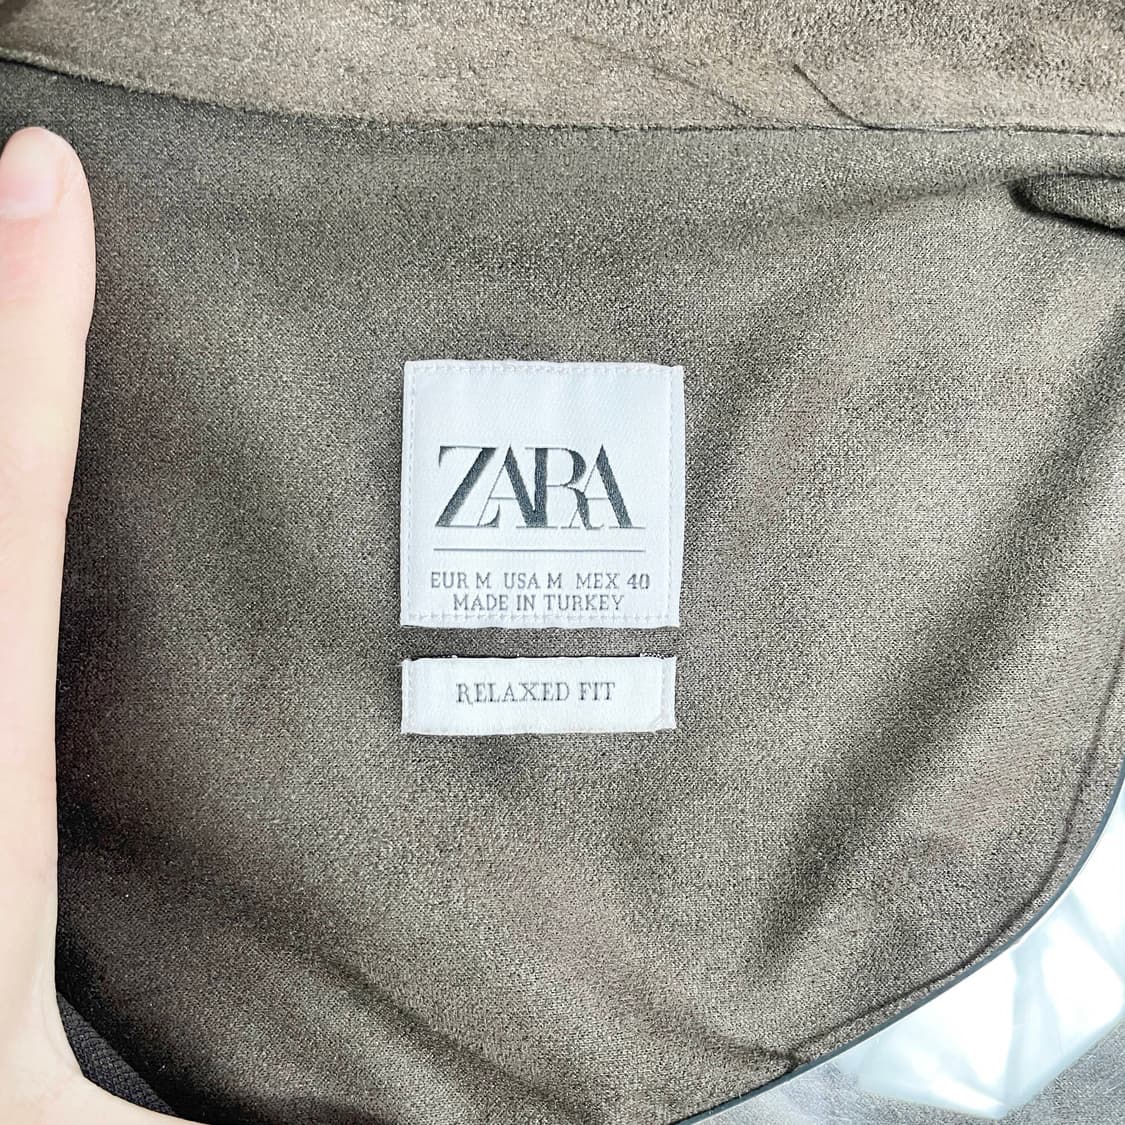 ZARA
EUR M USA M MEX 40
MADE IN TURKEY
RELAXED FIT